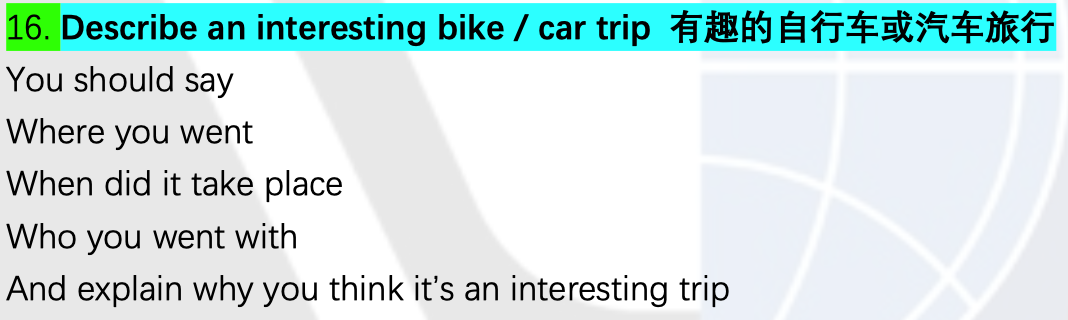 16. Describe an interesting bike / car trip 有趣的自行车或汽车旅行
You should say
Where you went
When did it take place
Who you went with
And explain why you think it’s an interesting trip